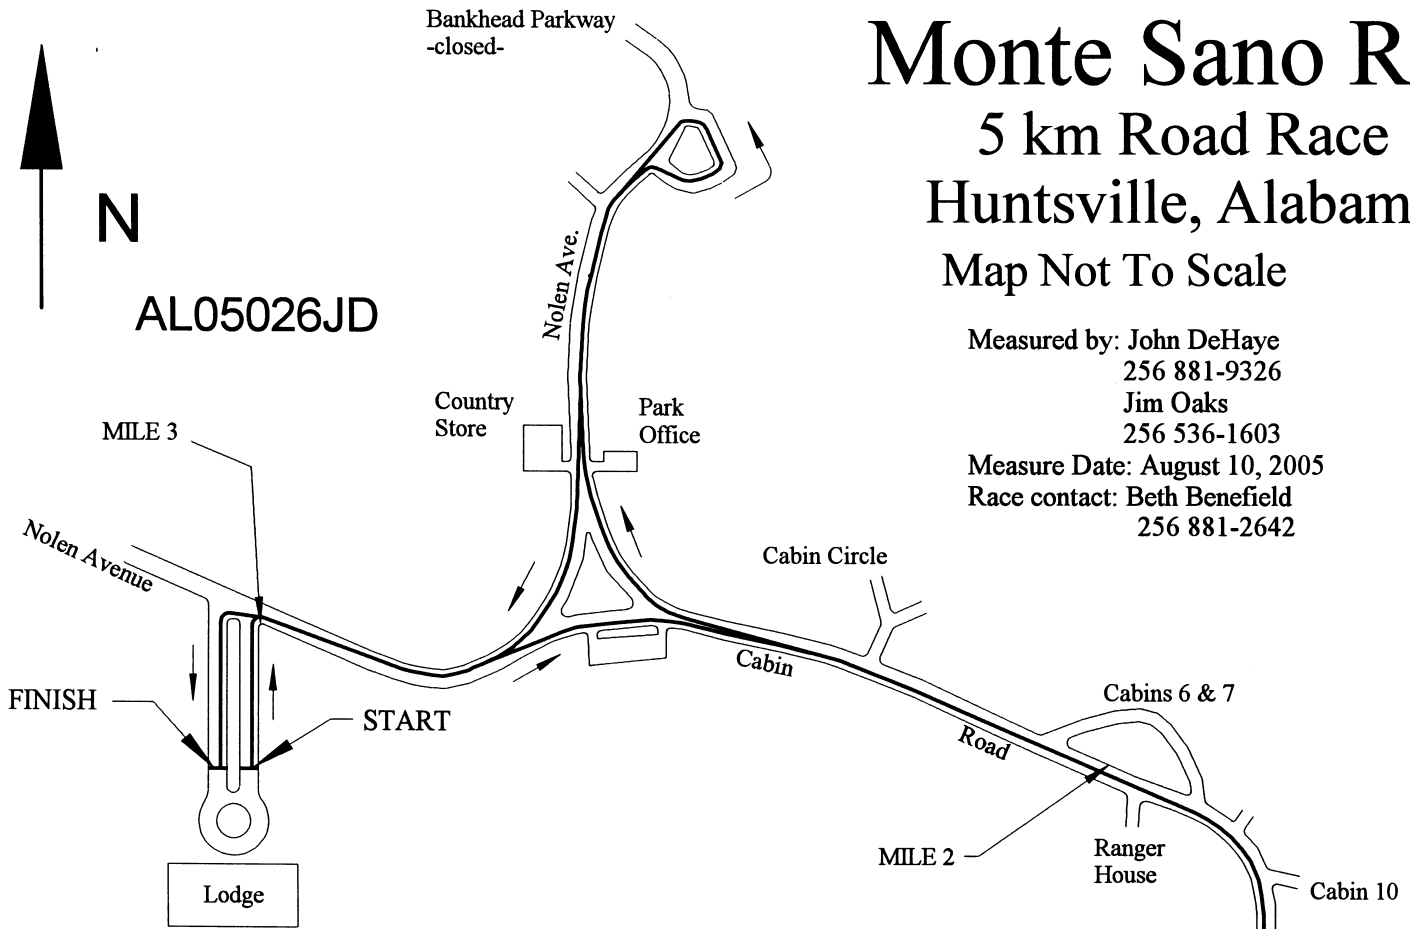 Bankhead Parkway
-closed-
Monte Sano R
5 km Road Race
Huntsville, Alabam
Map Not To Scale
N
AL05026JD
Nolen Ave.
Measured by: John DeHaye
256 881-9326
Jim Oaks
256 536-1603
Measure Date: August 10, 2005
Race contact: Beth Benefield
256 881-2642
Country
Store
Park
Office
MILE 3
Nolen Avenue
Cabin Circle
Cabin
Road
Cabins 6 & 7
FINISH
START
MILE 2
Ranger
House
Cabin 10
Lodge